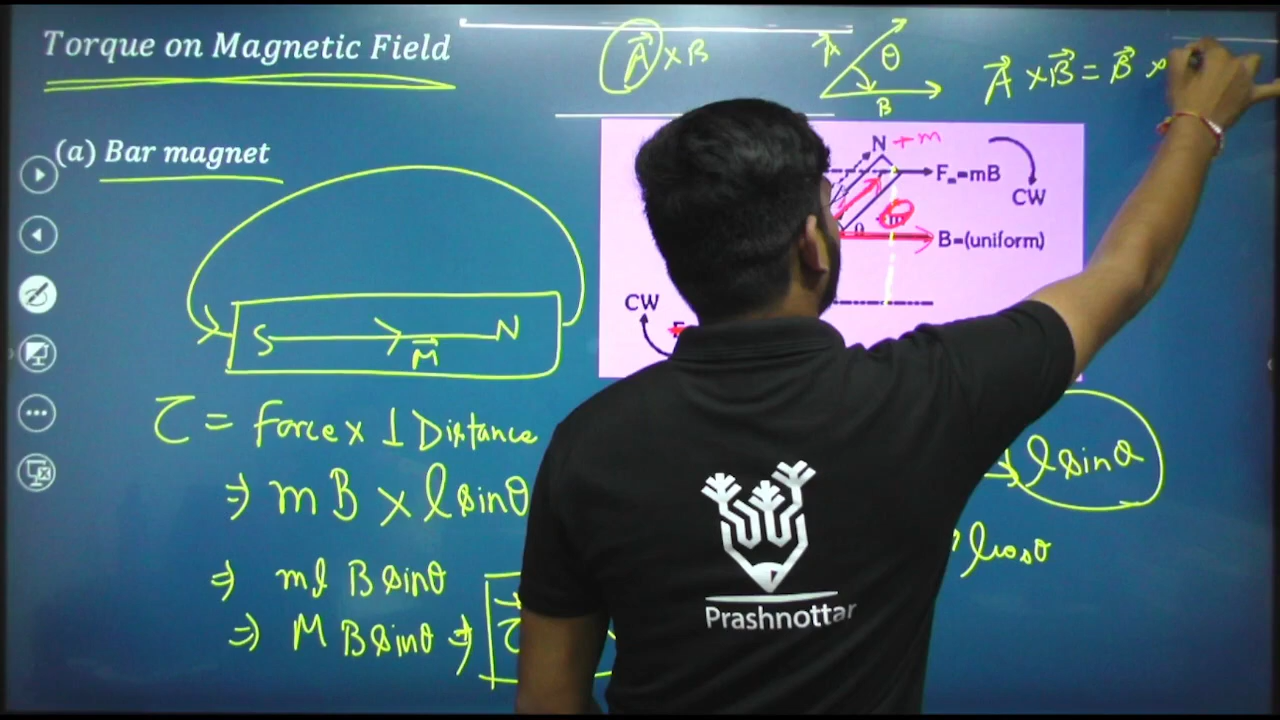 Torque on Magnetic Field
A⃗ × B
A⃗
θ
B
A⃗ × B⃗ = B⃗ ×
(a) Bar magnet
N + m
Fₘ=mB
CW
θ
B=(uniform)
CW
S
M⃗
N
τ = Force × ⊥ Distance
⇒ m B × l sinθ
l sinθ
⇒ ml B sinθ
l cosθ
⇒ M B sinθ ⇒
τ
Prashnottar